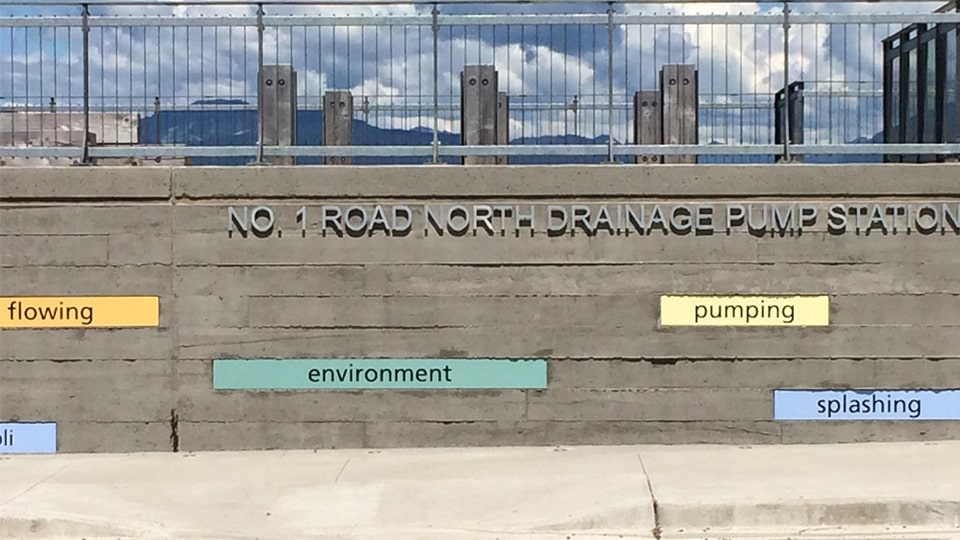 NO. 1 ROAD NORTH DRAINAGE PUMP STATION
flowing
pumping
environment
splashing